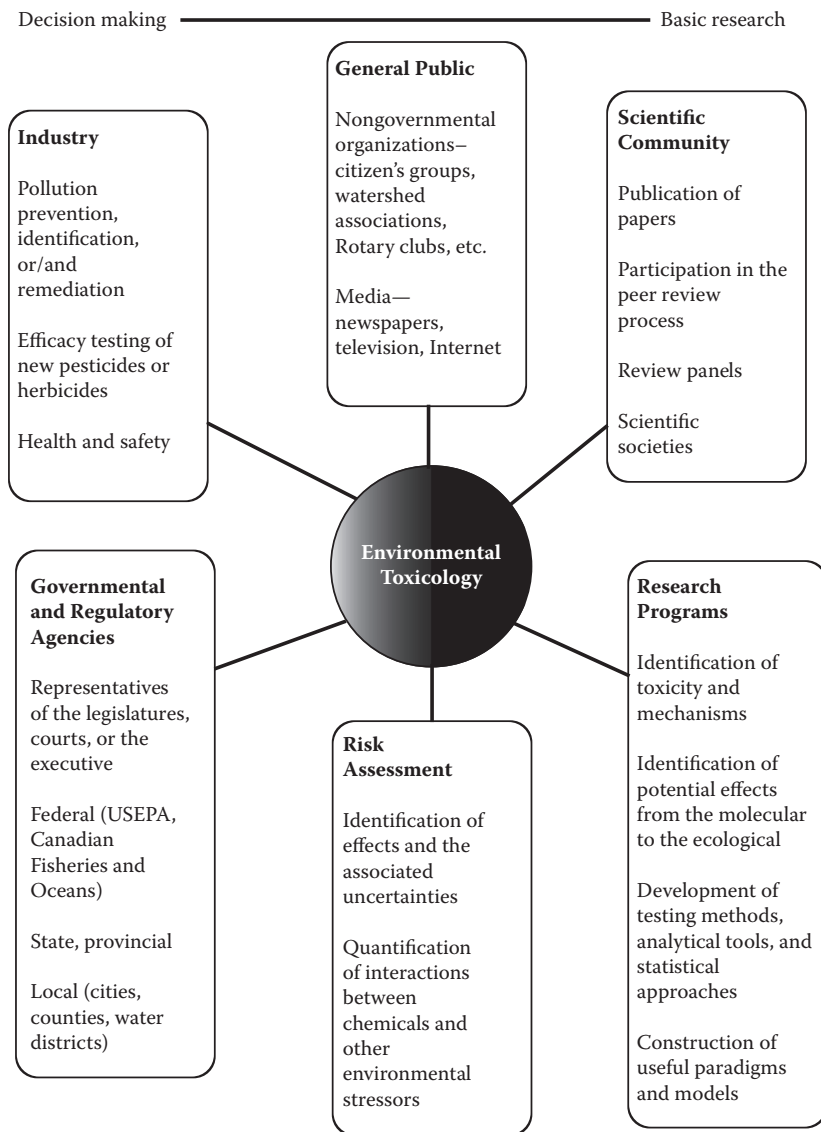 Decision making
Basic research
General Public
Nongovernmental
organizations–
citizen's groups,
watershed
associations,
Rotary clubs, etc.
Media—
newspapers,
television, Internet
Industry
Pollution
prevention,
identification,
or/and
remediation
Efficacy testing of
new pesticides or
herbicides
Health and safety
Scientific
Community
Publication of
papers
Participation in the
peer review
process
Review panels
Scientific
societies
Environmental
Toxicology
Governmental
and Regulatory
Agencies
Representatives
of the legislatures,
courts, or the
executive
Federal (USEPA,
Canadian
Fisheries and
Oceans)
State, provincial
Local (cities,
counties, water
districts)
Risk
Assessment
Identification of
effects and the
associated
uncertainties
Quantification
of interactions
between
chemicals and
other
environmental
stressors
Research
Programs
Identification of
toxicity and
mechanisms
Identification of
potential effects
from the molecular
to the ecological
Development of
testing methods,
analytical tools, and
statistical
approaches
Construction of
useful paradigms
and models